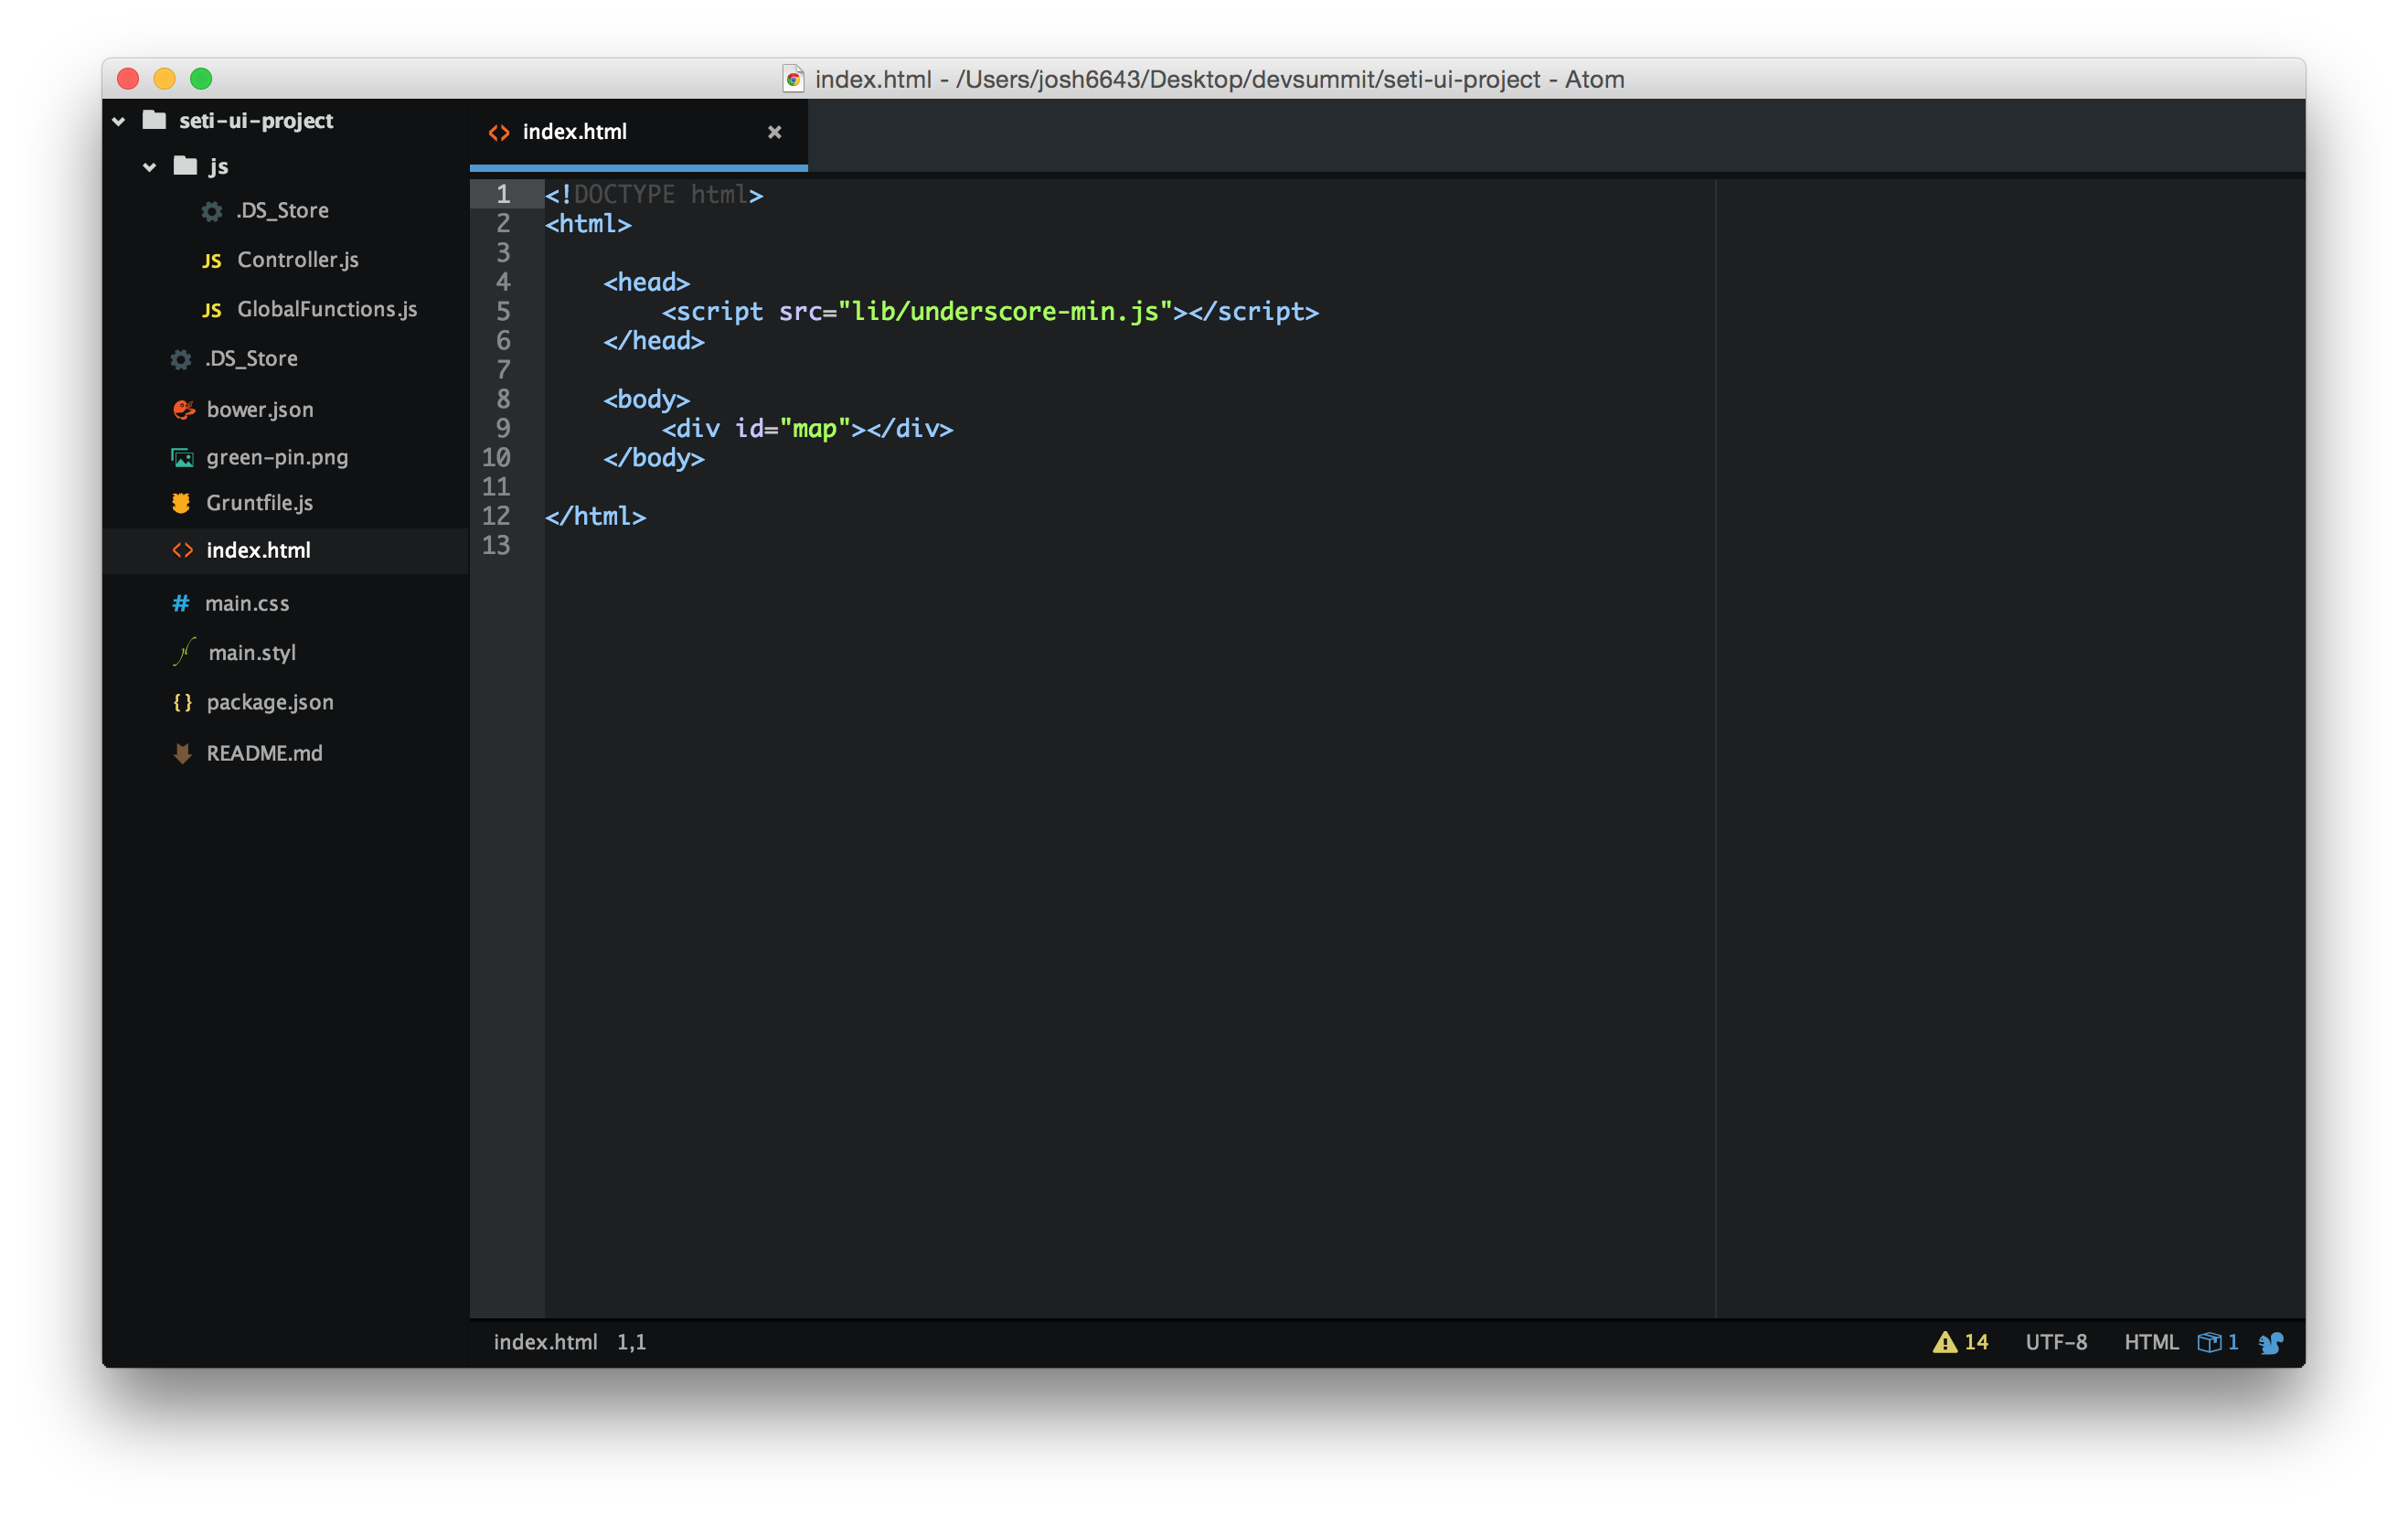 index.html - /Users/josh6643/Desktop/devsummit/seti-ui-project - Atom
seti-ui-project
js
.DS_Store
JS Controller.js
JS GlobalFunctions.js
.DS_Store
bower.json
green-pin.png
Gruntfile.js
<> index.html
# main.css
main.styl
{} package.json
README.md
<> index.html ×
1 <!DOCTYPE html>
2 <html>
3
4     <head>
5         <script src="lib/underscore-min.js"></script>
6     </head>
7
8     <body>
9         <div id="map"></div>
10     </body>
11
12 </html>
13
index.html 1,1
14 UTF-8 HTML 1